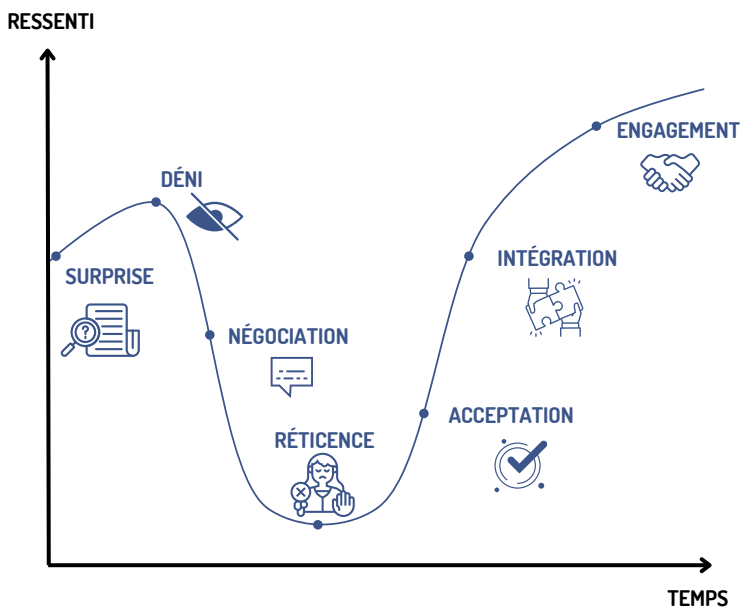 RESSENTI
DÉNI
ENGAGEMENT
SURPRISE
INTÉGRATION
?
NÉGOCIATION
RÉTICENCE
ACCEPTATION
TEMPS